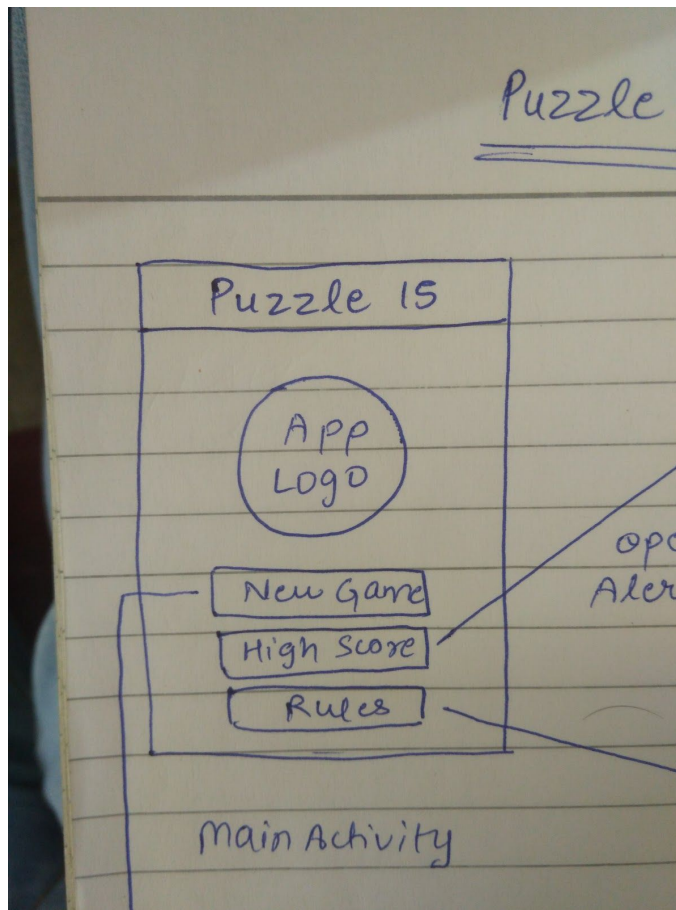 Puzzle
Puzzle 15
App
Logo
New Game
High Score
Rules
Main Activity